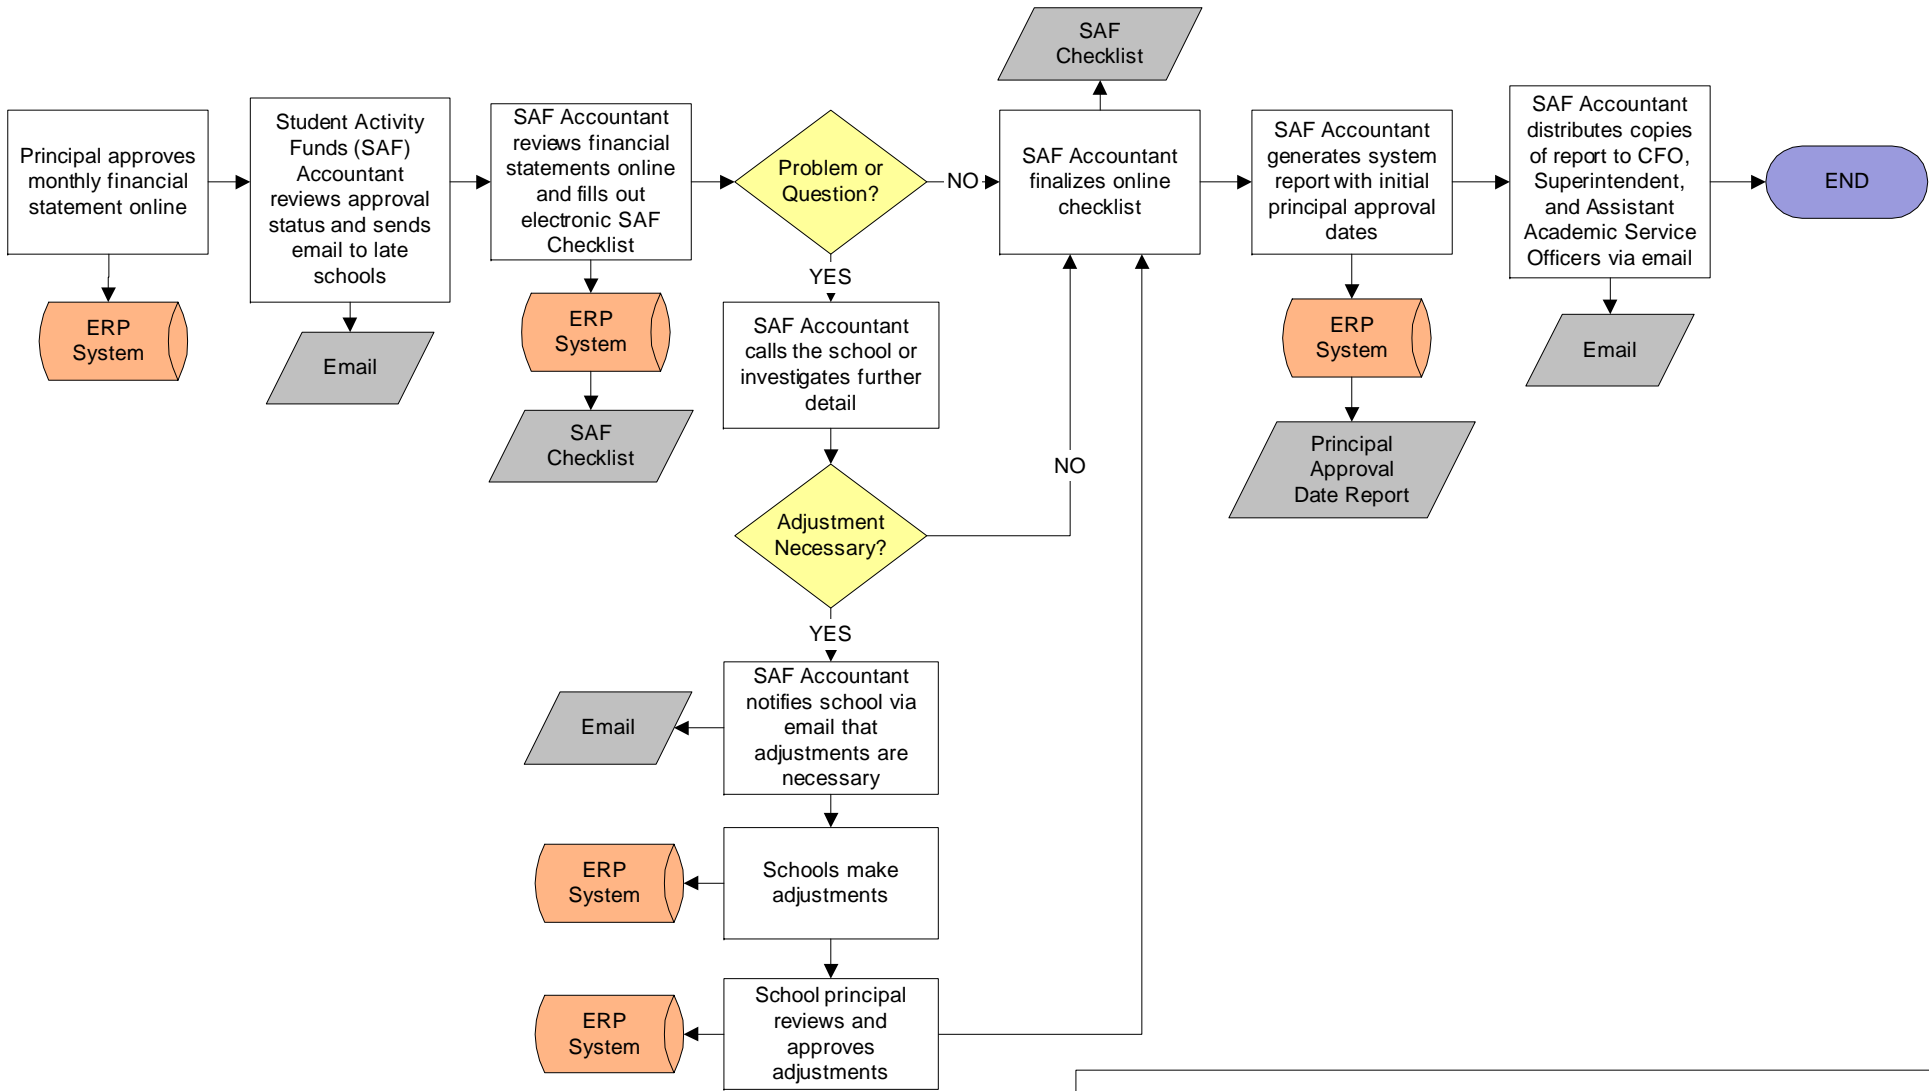 SAF
Checklist
Principal approves
monthly financial
statement online
Student Activity
Funds (SAF)
Accountant
reviews approval
status and sends
email to late
schools
SAF Accountant
reviews financial
statements online
and fills out
electronic SAF
Checklist
Problem or
Question?
NO
SAF Accountant
finalizes online
checklist
SAF Accountant
generates system
report with initial
principal approval
dates
SAF Accountant
distributes copies
of report to CFO,
Superintendent,
and Assistant
Academic Service
Officers via email
END
YES
ERP
System
Email
ERP
System
SAF
Checklist
SAF Accountant
calls the school or
investigates further
detail
ERP
System
Email
Principal
Approval
Date Report
NO
Adjustment
Necessary?
YES
Email
SAF Accountant
notifies school via
email that
adjustments are
necessary
ERP
System
Schools make
adjustments
ERP
System
School principal
reviews and
approves
adjustments